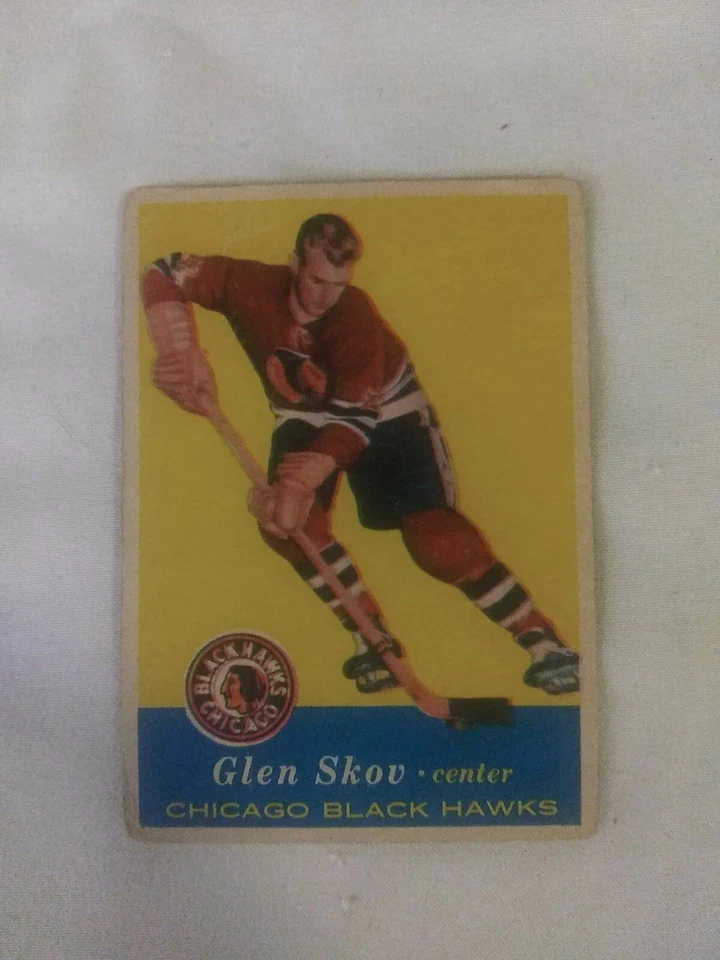 BLACK HAWKS
CHICAGO
Glen Skov · center
CHICAGO BLACK HAWKS